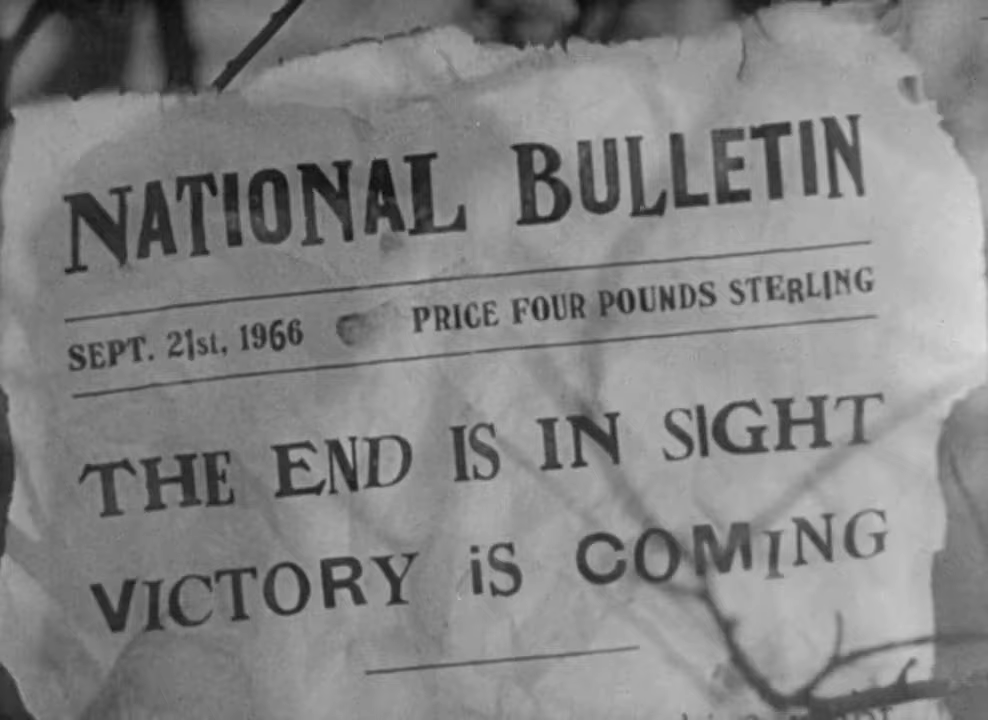 NATIONAL BULLETIN
SEPT. 21st, 1966 PRICE FOUR POUNDS STERLING
THE END IS IN SIGHT
VICTORY iS COMING